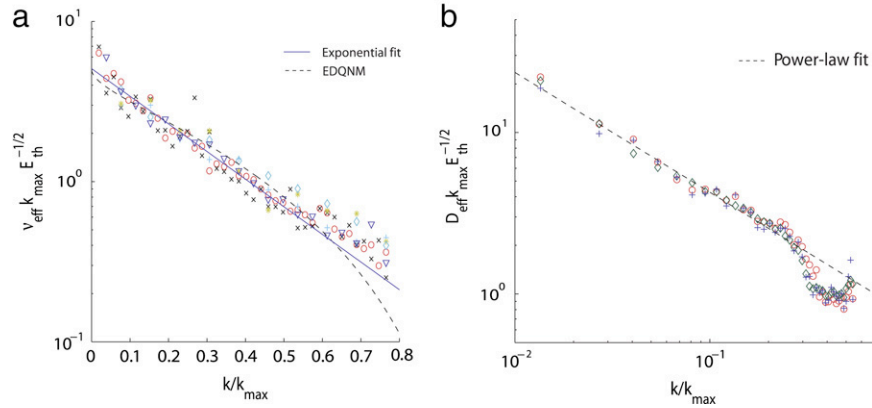 a
10^1
10^0
10^-1
ν_eff k_max E_th^-1/2
Exponential fit
EDQNM
0 0.1 0.2 0.3 0.4 0.5 0.6 0.7 0.8
k/k_max
b
10^1
10^0
D_eff k_max E_th^-1/2
Power-law fit
10^-2 10^-1
k/k_max